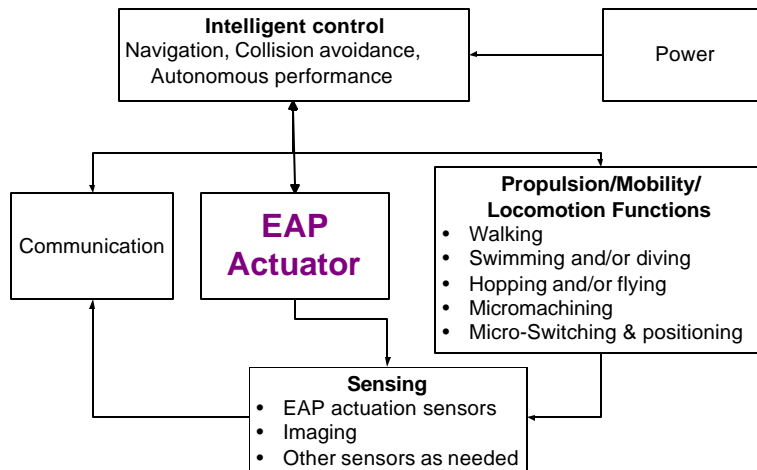 Intelligent control
Navigation, Collision avoidance,
Autonomous performance
Power
Communication
EAP
Actuator
Propulsion/Mobility/
Locomotion Functions
• Walking
• Swimming and/or diving
• Hopping and/or flying
• Micromachining
• Micro-Switching & positioning
Sensing
• EAP actuation sensors
• Imaging
• Other sensors as needed